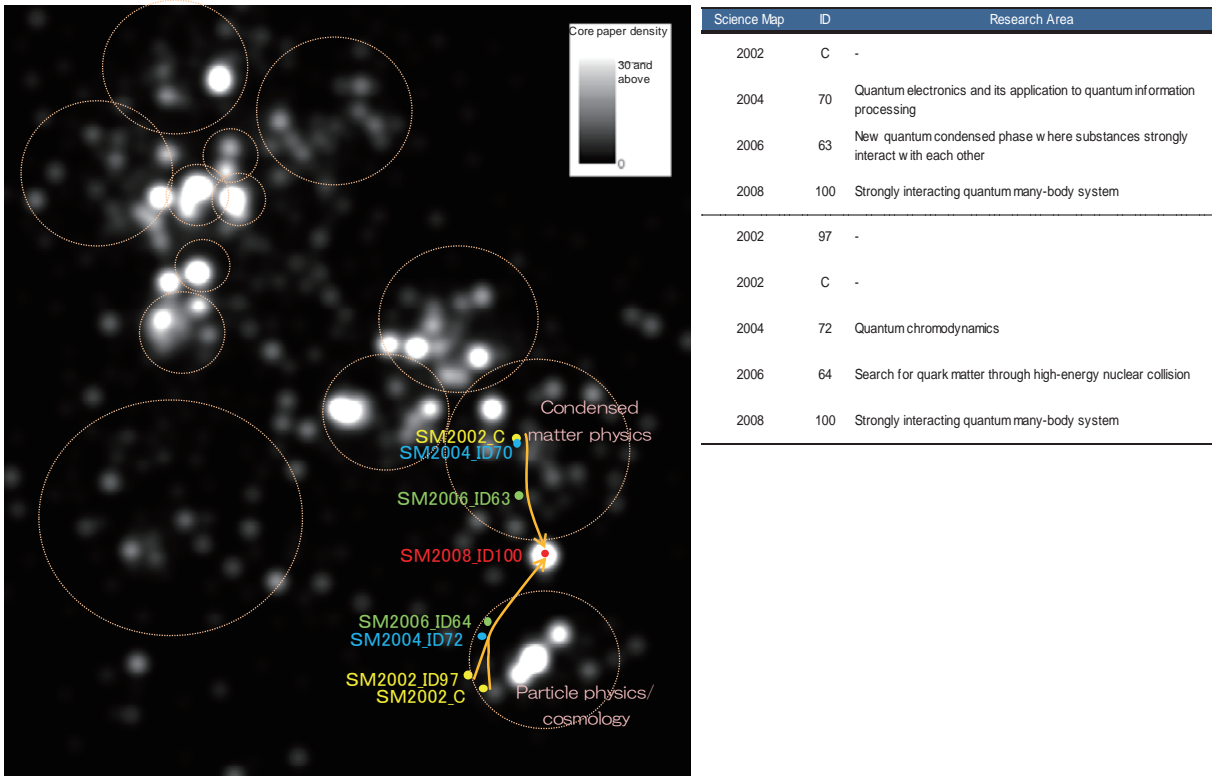 Core paper density
30 and
above
0
Condensed
matter physics
SM2002_C
SM2004_ID70
SM2006_ID63
SM2008_ID100
SM2006_ID64
SM2004_ID72
SM2002_ID97
SM2002_C
Particle physics/
cosmology
Science Map ID Research Area
2002 C -
2004 70 Quantum electronics and its application to quantum information
processing
2006 63 New quantum condensed phase where substances strongly
interact with each other
2008 100 Strongly interacting quantum many-body system
2002 97 -
2002 C -
2004 72 Quantum chromodynamics
2006 64 Search for quark matter through high-energy nuclear collision
2008 100 Strongly interacting quantum many-body system